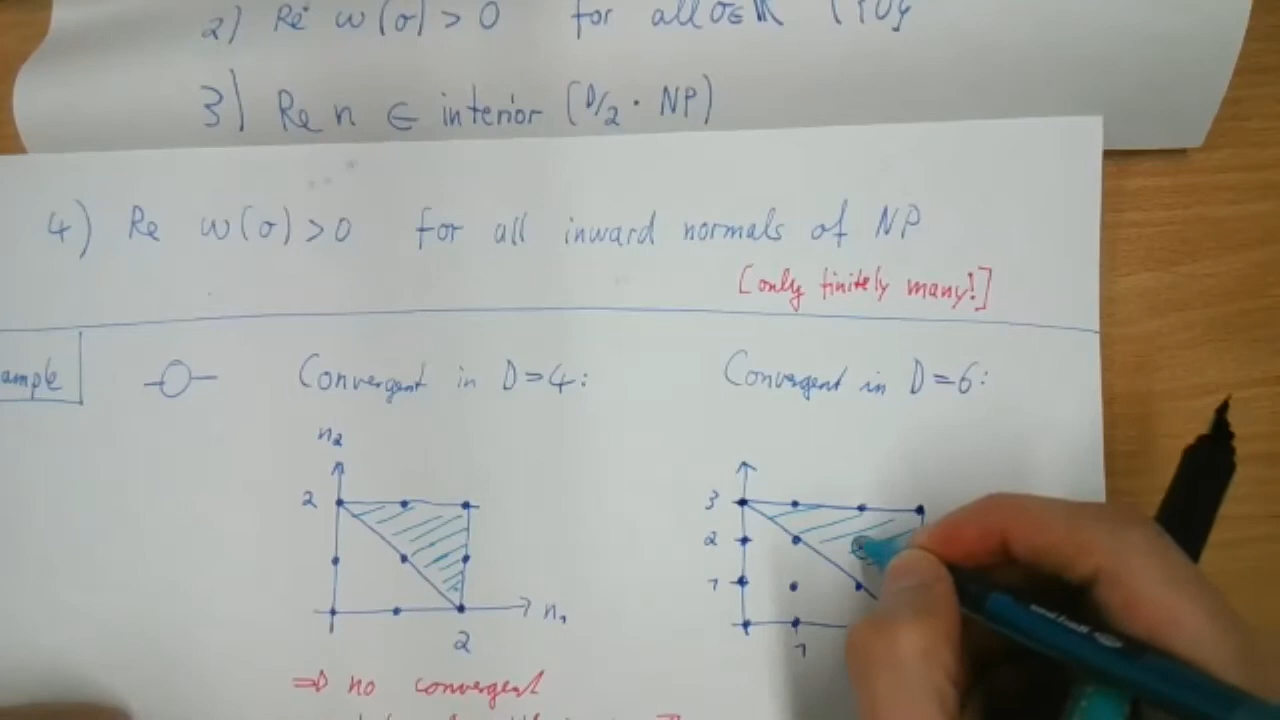 2) Re w(σ) > 0 for all σ∈ℝ \ {0}
3) Re n ∈ interior (D/2 · NP)
4) Re w(σ) > 0 for all inward normals of NP
[only finitely many!]
ample
Convergent in D=4:
Convergent in D=6:
n₂
2
n₁
2
3
2
1
1
⇒ no convergent